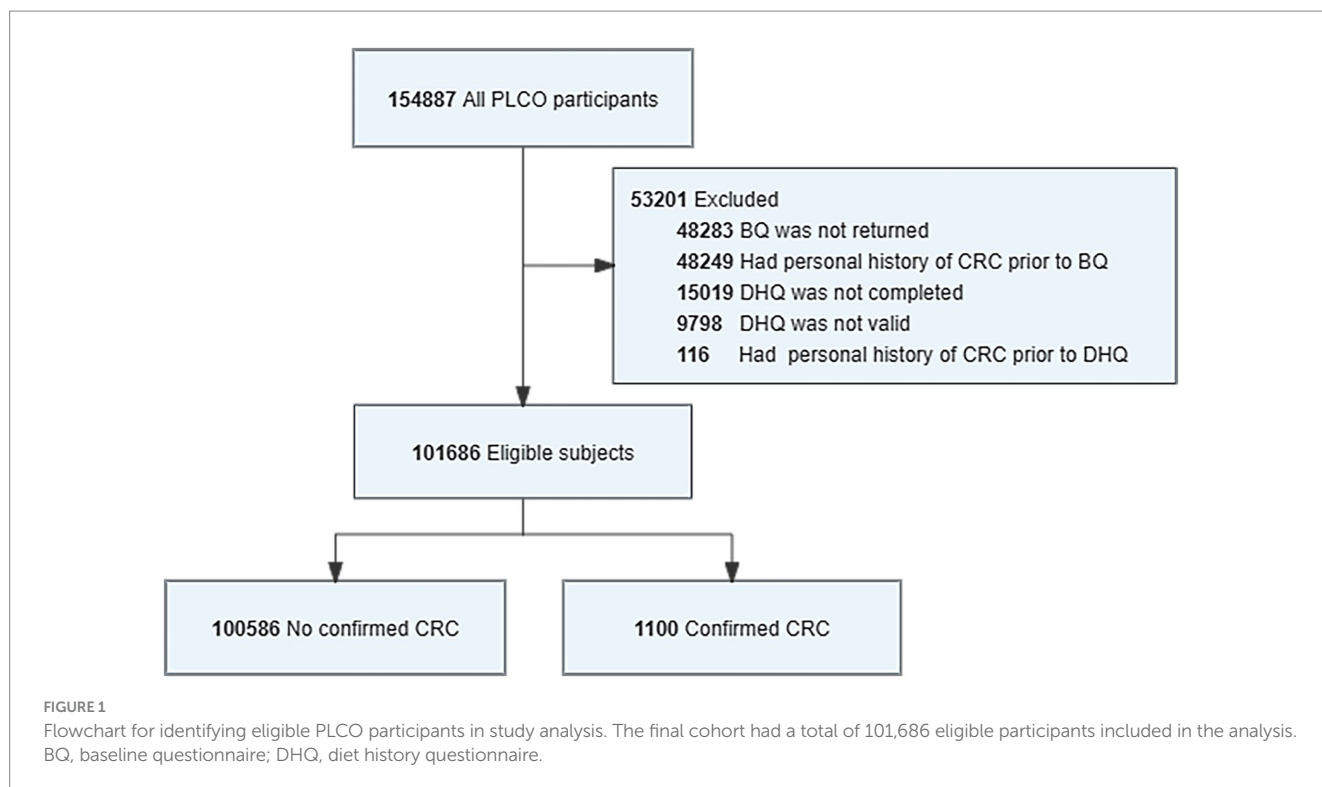 154887 All PLCO participants
53201 Excluded
48283 BQ was not returned
48249 Had personal history of CRC prior to BQ
15019 DHQ was not completed
9798 DHQ was not valid
116 Had personal history of CRC prior to DHQ
101686 Eligible subjects
100586 No confirmed CRC
1100 Confirmed CRC
FIGURE 1
Flowchart for identifying eligible PLCO participants in study analysis. The final cohort had a total of 101,686 eligible participants included in the analysis.
BQ, baseline questionnaire; DHQ, diet history questionnaire.